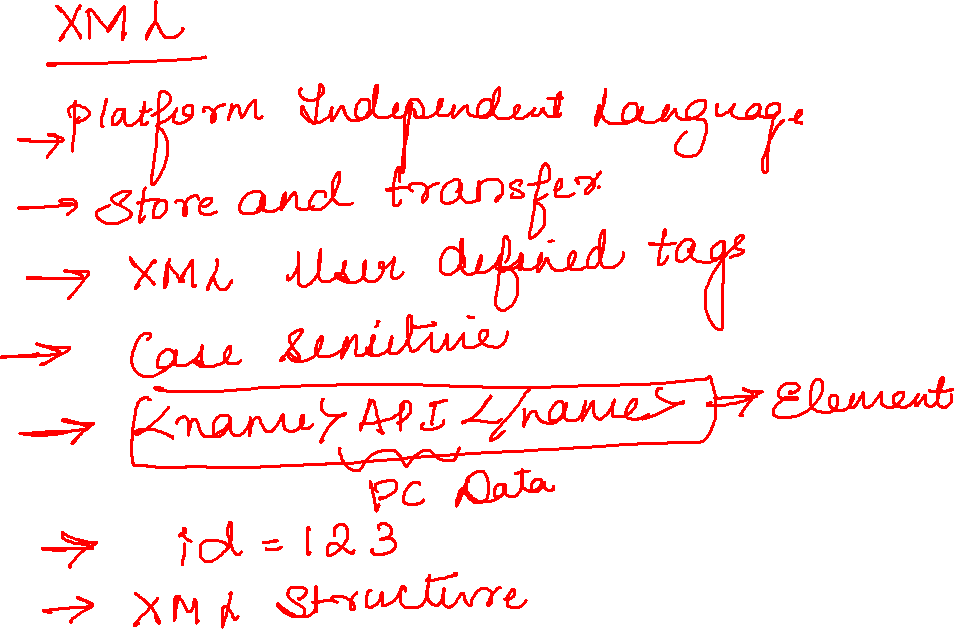 XML
→ Platform Independent Language
→ Store and transfer
→ XML User defined tags
→ Case Sensitive
→ <name> API </name> → Element
PC Data
→ id = 123
→ XML Structure